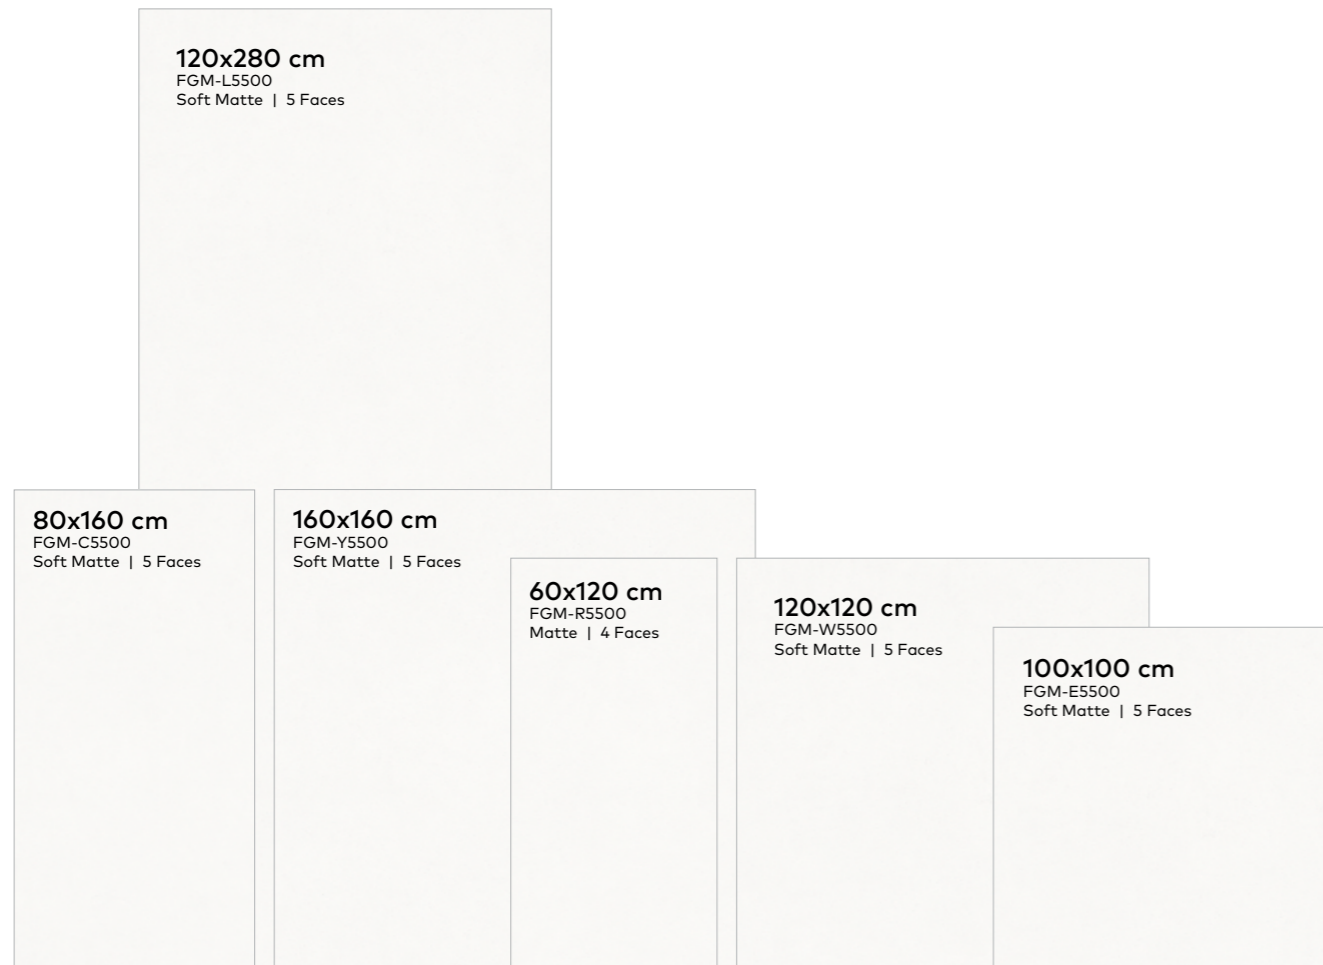 120x280 cm
FGM-L5500
Soft Matte | 5 Faces
80x160 cm
FGM-C5500
Soft Matte | 5 Faces
160x160 cm
FGM-Y5500
Soft Matte | 5 Faces
60x120 cm
FGM-R5500
Matte | 4 Faces
120x120 cm
FGM-W5500
Soft Matte | 5 Faces
100x100 cm
FGM-E5500
Soft Matte | 5 Faces